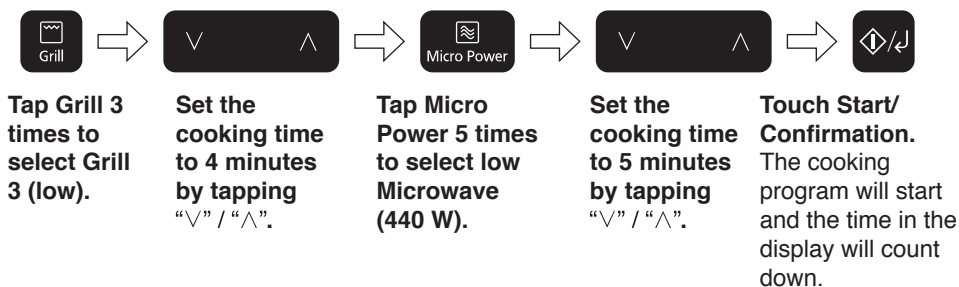 Grill
∨ ∧
Micro Power
∨ ∧
Tap Grill 3
times to
select Grill
3 (low).
Set the
cooking time
to 4 minutes
by tapping
“∨” / “∧”.
Tap Micro
Power 5 times
to select low
Microwave
(440 W).
Set the
cooking time
to 5 minutes
by tapping
“∨” / “∧”.
Touch Start/
Confirmation.
The cooking
program will start
and the time in the
display will count
down.